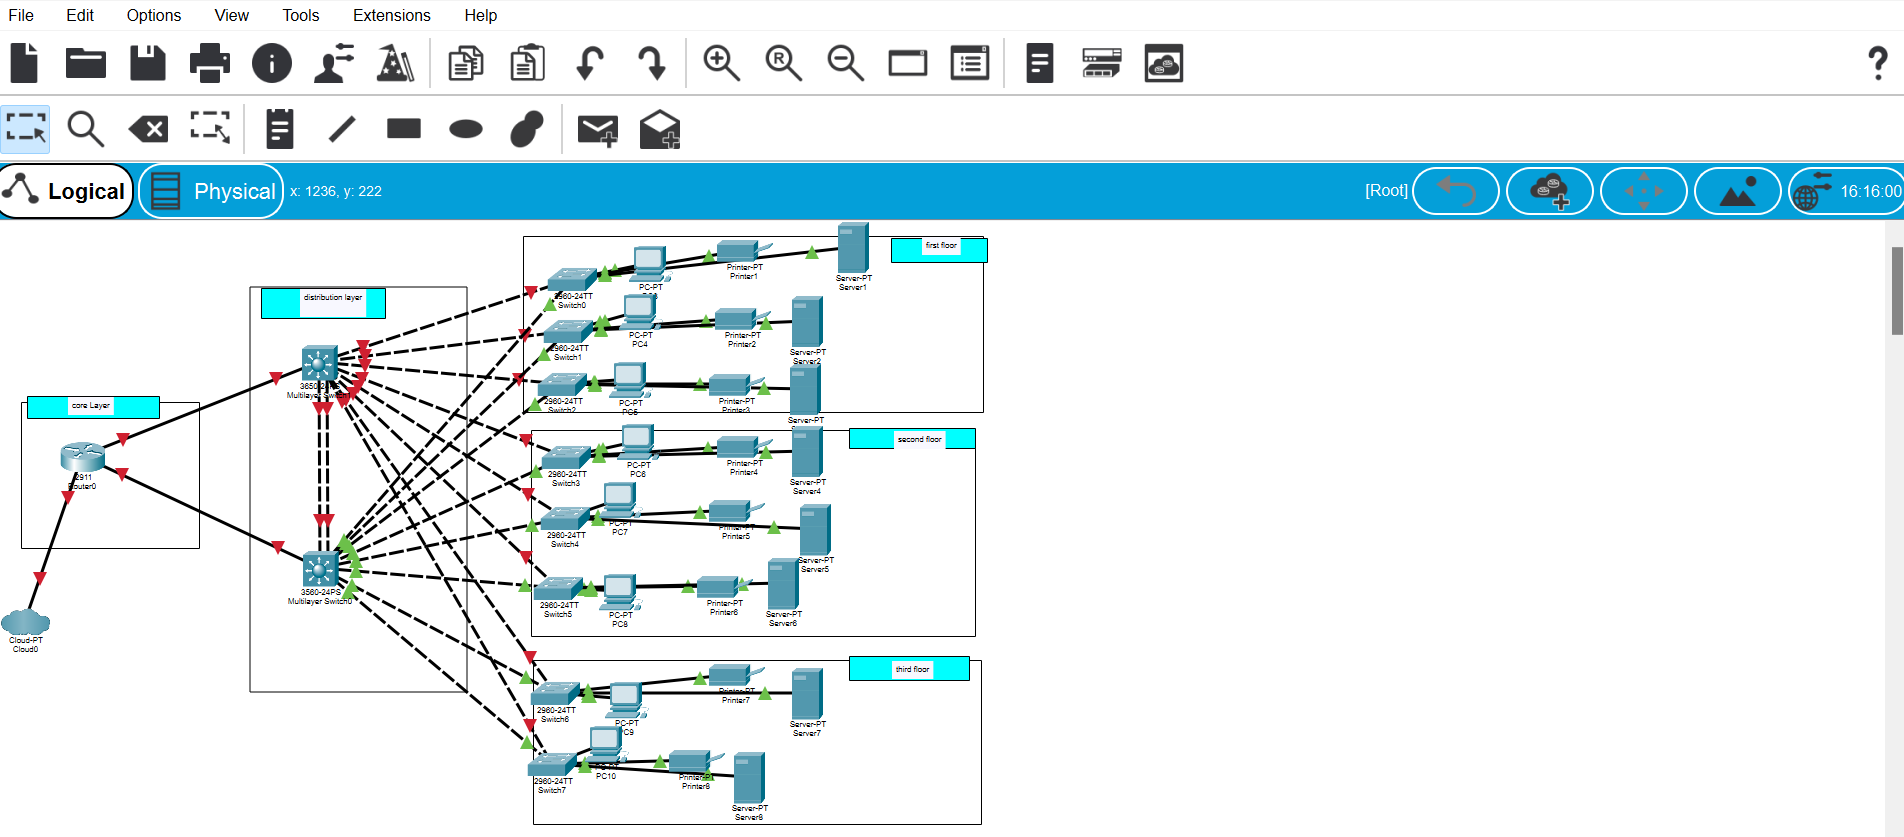 File Edit Options View Tools Extensions Help
Logical Physical x: 1236, y: 222 [Root] 16:16:00
first floor
Printer-PT
Printer1
Server-PT
Server1
PC-PT
2960-24TT
Switch0
PC-PT
PC4
Printer-PT
Printer2
2960-24TT
Switch1
Server-PT
Server2
PC-PT
PC5
Printer-PT
Printer3
2960-24TT
Switch2
Server-PT
distribution layer
3650-24PS
Multilayer Switch1
core Layer
2911
Router0
Cloud-PT
Cloud0
3560-24PS
Multilayer Switch0
second floor
2960-24TT
Switch3
PC-PT
PC6
Printer-PT
Printer4
Server-PT
Server4
2960-24TT
Switch4
PC-PT
PC7
Printer-PT
Printer5
Server-PT
Server5
2960-24TT
Switch5
PC-PT
PC8
Printer-PT
Printer6
Server-PT
Server6
third floor
2960-24TT
Switch6
PC-PT
PC9
Printer-PT
Printer7
Server-PT
Server7
2960-24TT
Switch7
PC-PT
PC10
Printer-PT
Printer8
Server-PT
Server8